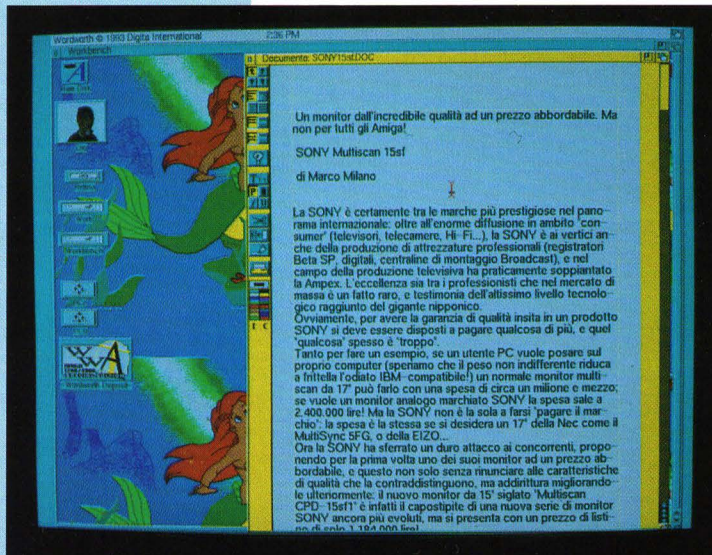 Wordworth © 1993 Digita International 2:36 PM
Workbench
Documento: SONY15sf.DOC
Un monitor dall'incredibile qualità ad un prezzo abbordabile. Ma
non per tutti gli Amiga!
SONY Multiscan 15sf
di Marco Milano
La SONY è certamente tra le marche più prestigiose nel pano-
rama internazionale: oltre all'enorme diffusione in ambito 'con-
sumer' (televisori, telecamere, Hi-Fi...), la SONY è ai vertici an-
che della produzione di attrezzature professionali (registratori
Beta SP, digitali, centraline di montaggio Broadcast), e nel
campo della produzione televisiva ha praticamente soppiantato
la Ampex. L'eccellenza sia tra i professionisti che nel mercato di
massa è un fatto raro, e testimonia dell'altissimo livello tecnolo-
gico raggiunto del gigante nipponico.
Ovviamente, per avere la garanzia di qualità insita in un prodotto
SONY si deve essere disposti a pagare qualcosa di più, e quel
'qualcosa' spesso è 'troppo'.
Tanto per fare un esempio, se un utente PC vuole posare sul
proprio computer (speriamo che il peso non indifferente riduca
a frittella l'odiato IBM-compatibile!) un normale monitor multi-
scan da 17" può farlo con una spesa di circa un milione e mezzo;
se vuole un monitor analogo marchiato SONY la spesa sale a
2.400.000 lire! Ma la SONY non è la sola a farsi 'pagare il mar-
chio': la spesa è la stessa se si desidera un 17" della Nec come il
MultiSync 5FG, o della EIZO...
Ora la SONY ha sferrato un duro attacco ai concorrenti, propo-
nendo per la prima volta uno dei suoi monitor ad un prezzo ab-
bordabile, e questo non solo senza rinunciare alle caratteristiche
di qualità che la contraddistinguono, ma addirittura migliorando-
le ulteriormente: il nuovo monitor da 15" siglato 'Multiscan
CPD-15sf1' è infatti il capostipite di una nuova serie di monitor
SONY ancora più evoluti, ma si presenta con un prezzo di listi-
no di solo 1.184.000 lire!
Workbench
Wordworth